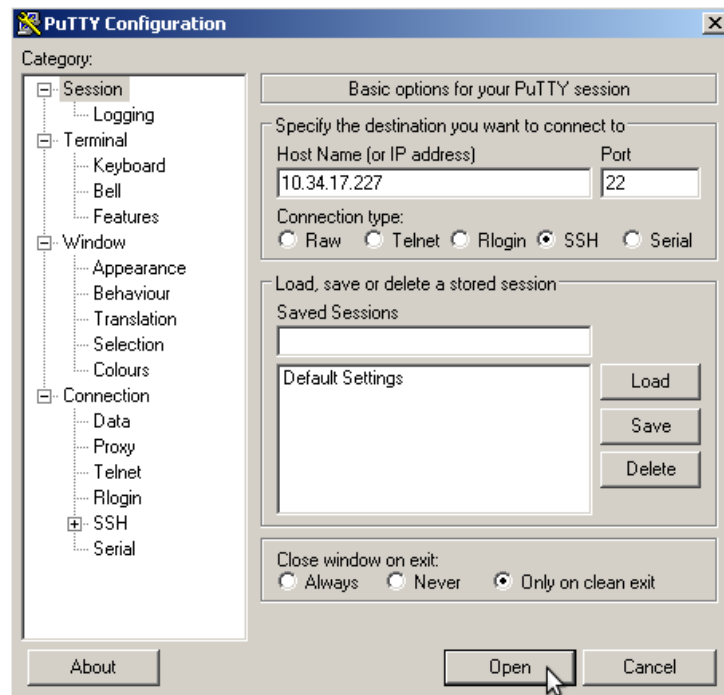 PuTTY Configuration
Category:
Session
Logging
Terminal
Keyboard
Bell
Features
Window
Appearance
Behaviour
Translation
Selection
Colours
Connection
Data
Proxy
Telnet
Rlogin
SSH
Serial
Basic options for your PuTTY session
Specify the destination you want to connect to
Host Name (or IP address) Port
10.34.17.227 22
Connection type:
Raw Telnet Rlogin SSH Serial
Load, save or delete a stored session
Saved Sessions
Default Settings
Load
Save
Delete
Close window on exit:
Always Never Only on clean exit
About Open Cancel